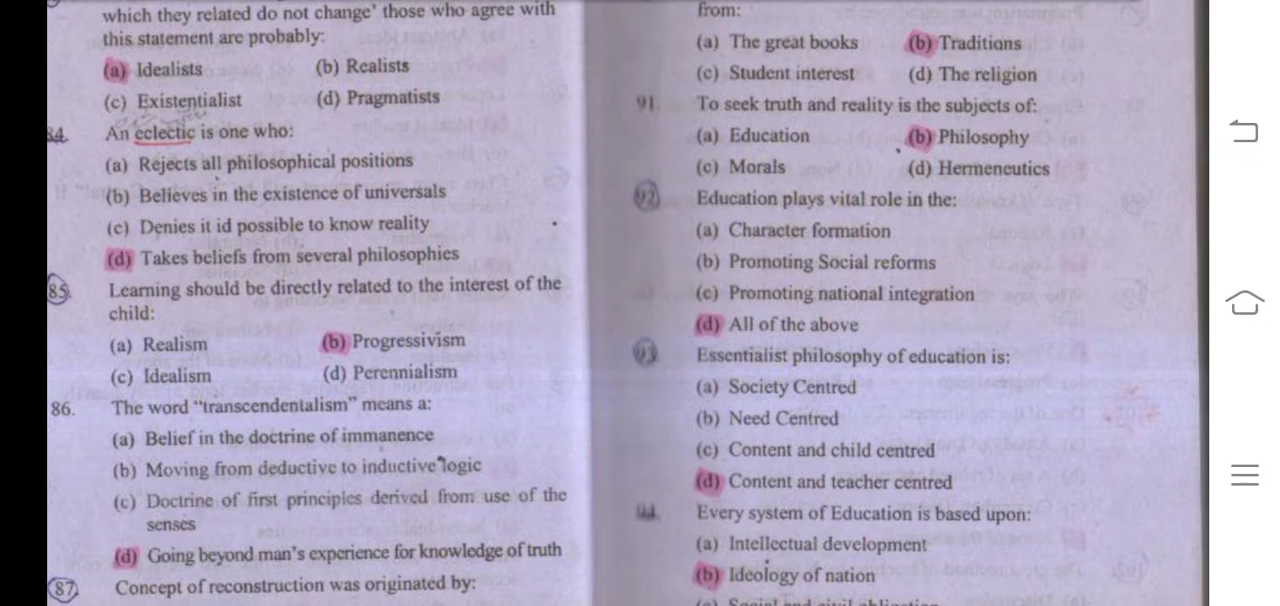 which they related do not change' those who agree with
this statement are probably:
(a) Idealists (b) Realists
(c) Existentialist (d) Pragmatists
84. An eclectic is one who:
(a) Rejects all philosophical positions
(b) Believes in the existence of universals
(c) Denies it id possible to know reality
(d) Takes beliefs from several philosophies
85. Learning should be directly related to the interest of the
child:
(a) Realism (b) Progressivism
(c) Idealism (d) Perennialism
86. The word "transcendentalism" means a:
(a) Belief in the doctrine of immanence
(b) Moving from deductive to inductive logic
(c) Doctrine of first principles derived from use of the
senses
(d) Going beyond man's experience for knowledge of truth
87. Concept of reconstruction was originated by:
from:
(a) The great books (b) Traditions
(c) Student interest (d) The religion
91. To seek truth and reality is the subjects of:
(a) Education (b) Philosophy
(c) Morals (d) Hermeneutics
92. Education plays vital role in the:
(a) Character formation
(b) Promoting Social reforms
(c) Promoting national integration
(d) All of the above
93. Essentialist philosophy of education is:
(a) Society Centred
(b) Need Centred
(c) Content and child centred
(d) Content and teacher centred
94. Every system of Education is based upon:
(a) Intellectual development
(b) Ideology of nation